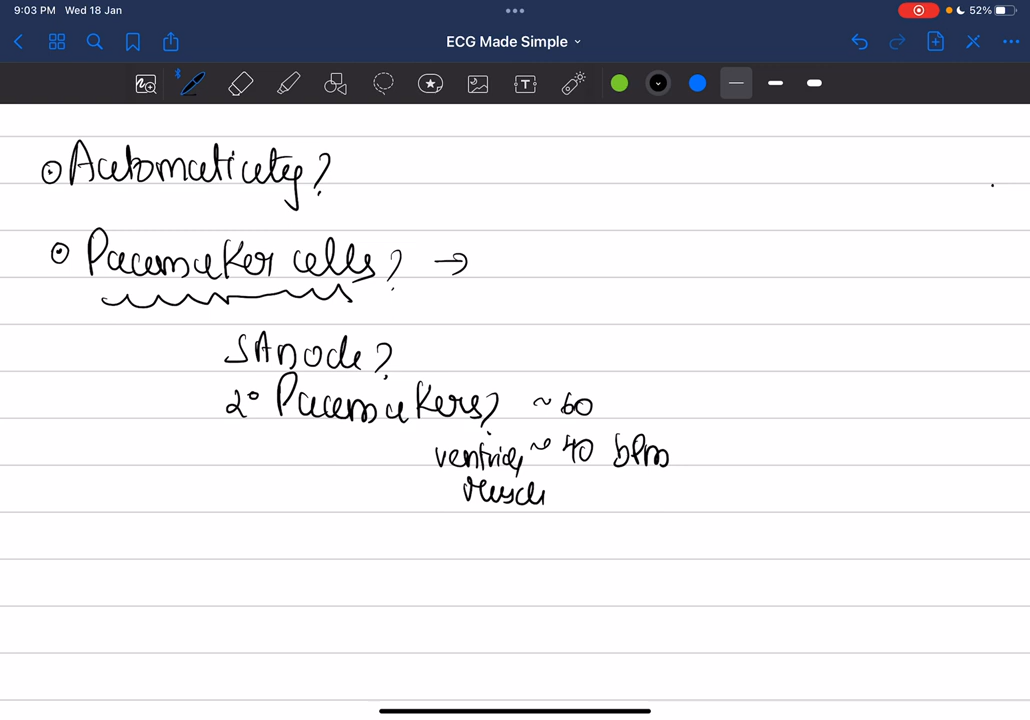 9:03 PM Wed 18 Jan
52%
ECG Made Simple
Automaticity?
Pacemaker cells? →
SA node?
2° Pacemakers? ~ 60
ventricle ~ 40 bpm
Muscle